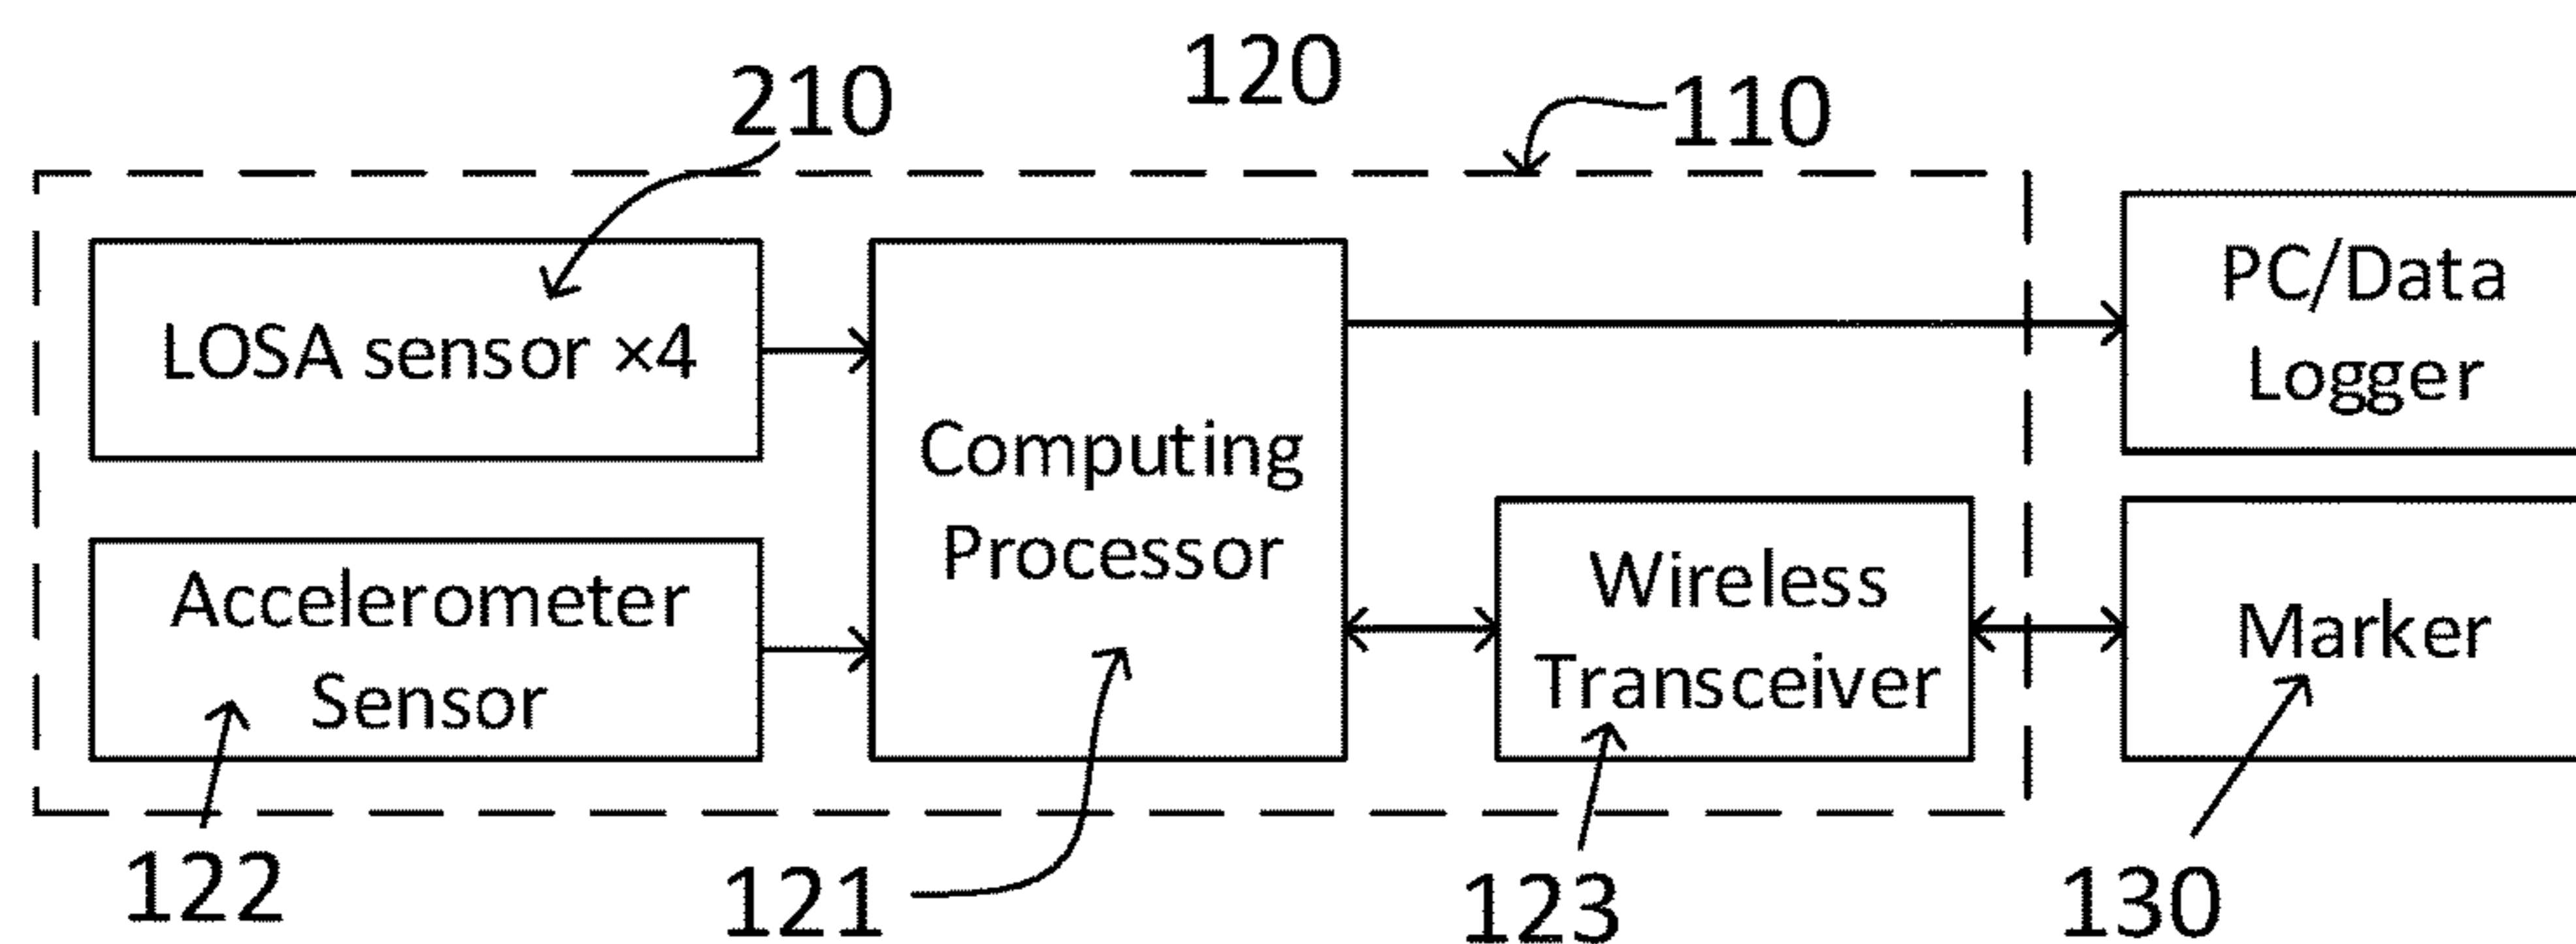 120
210
110
LOSA sensor ×4
PC/Data
Logger
Computing
Processor
Accelerometer
Sensor
Wireless
Transceiver
Marker
122
121
123
130